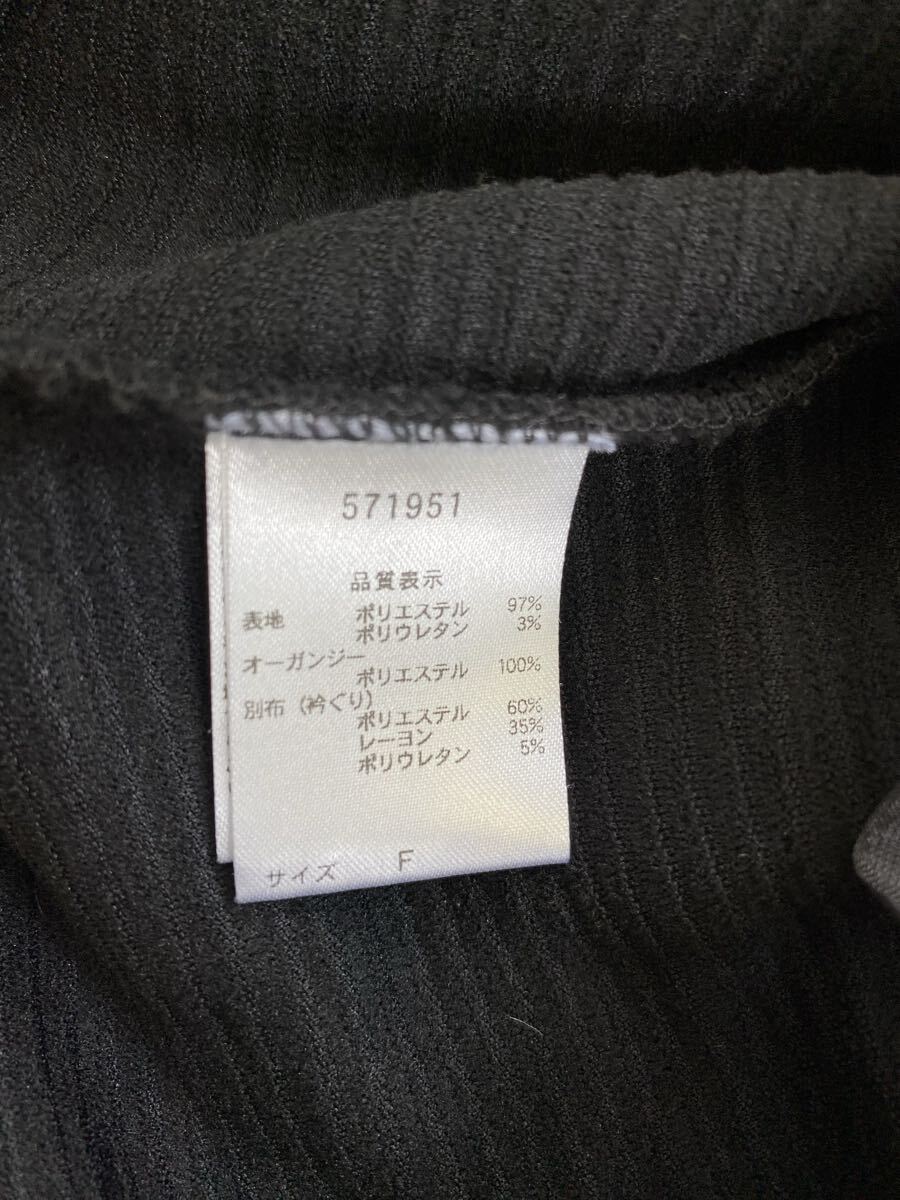 571951
品質表示
表地 ポリエステル 97%
ポリウレタン 3%
オーガンジー
ポリエステル 100%
別布（衿ぐり）
ポリエステル 60%
レーヨン 35%
ポリウレタン 5%
サイズ F